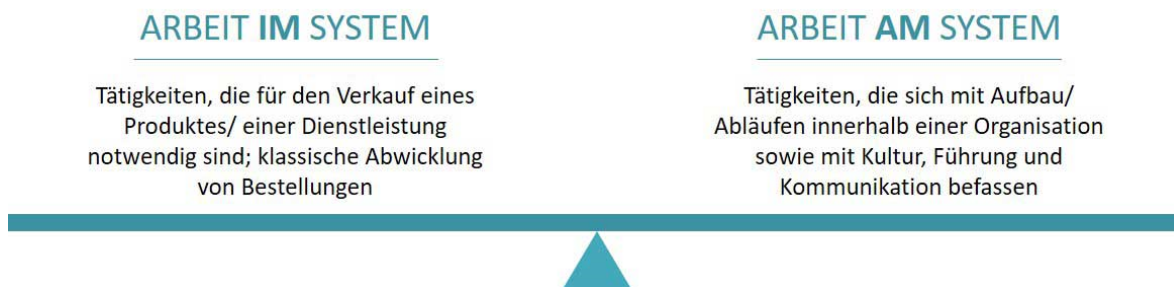 ARBEIT IM SYSTEM
Tätigkeiten, die für den Verkauf eines
Produktes/ einer Dienstleistung
notwendig sind; klassische Abwicklung
von Bestellungen
ARBEIT AM SYSTEM
Tätigkeiten, die sich mit Aufbau/
Abläufen innerhalb einer Organisation
sowie mit Kultur, Führung und
Kommunikation befassen